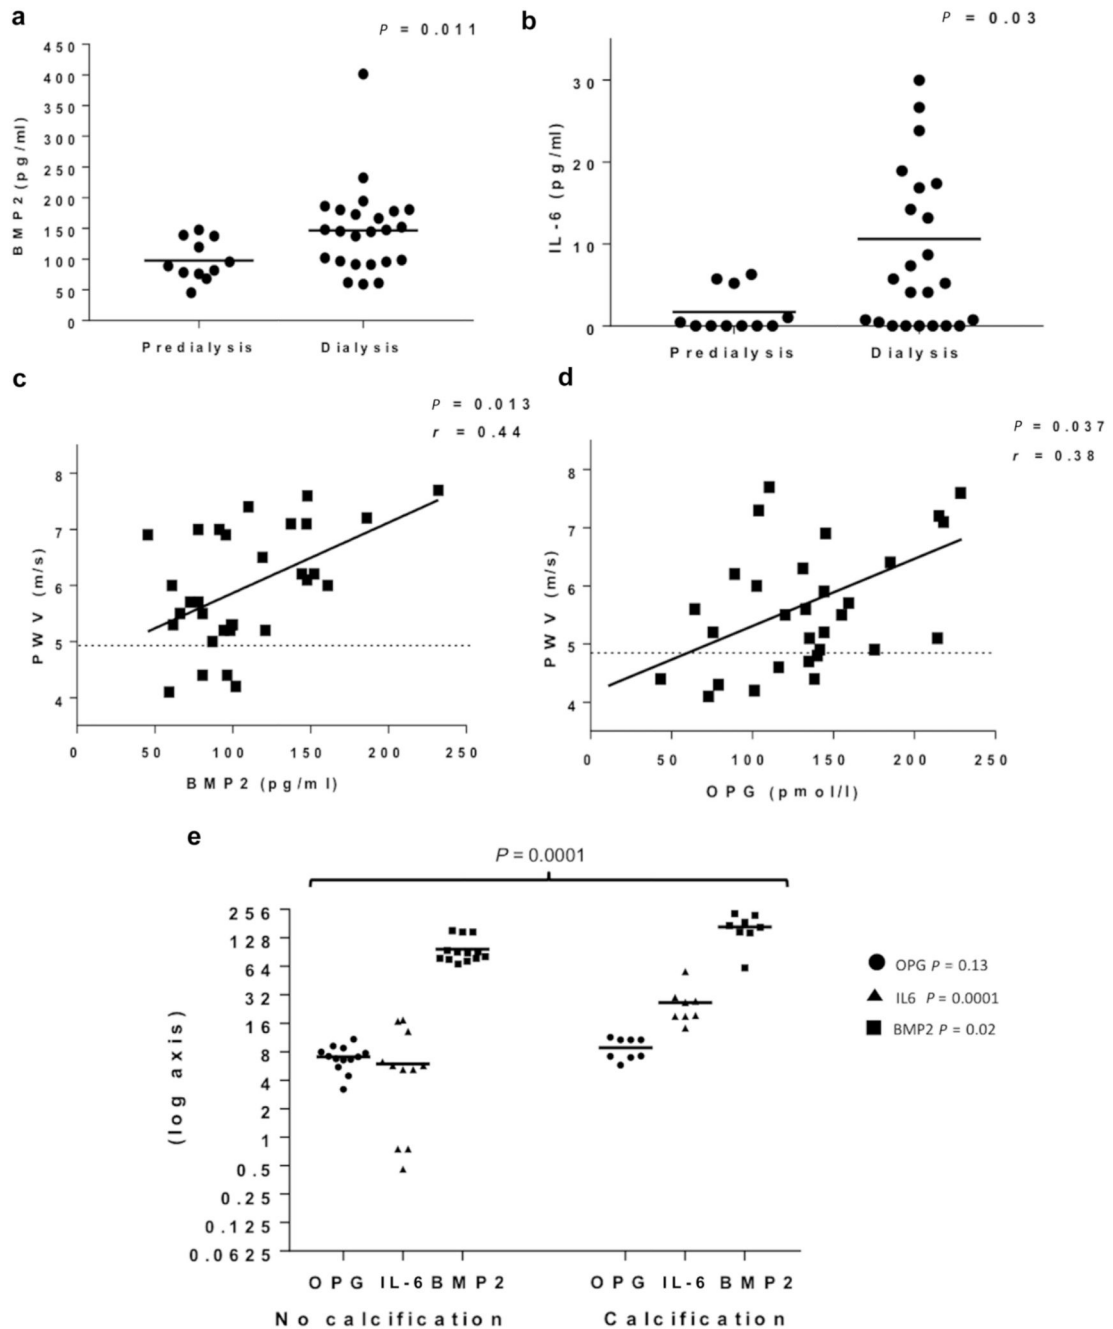 a
P = 0.011
BMP2 (pg/ml)
450
400
350
300
250
200
150
100
50
0
Predialysis Dialysis
b
P = 0.03
IL-6 (pg/ml)
30
20
10
0
Predialysis Dialysis
c
P = 0.013
r = 0.44
PWV (m/s)
8
7
6
5
4
0 50 100 150 200 250
BMP2 (pg/ml)
d
P = 0.037
r = 0.38
PWV (m/s)
8
7
6
5
4
0 50 100 150 200 250
OPG (pmol/l)
e
P = 0.0001
(log axis)
256
128
64
32
16
8
4
2
1
0.5
0.25
0.125
0.0625
OPG IL-6 BMP2 OPG IL-6 BMP2
No calcification Calcification
OPG P = 0.13
IL6 P = 0.0001
BMP2 P = 0.02